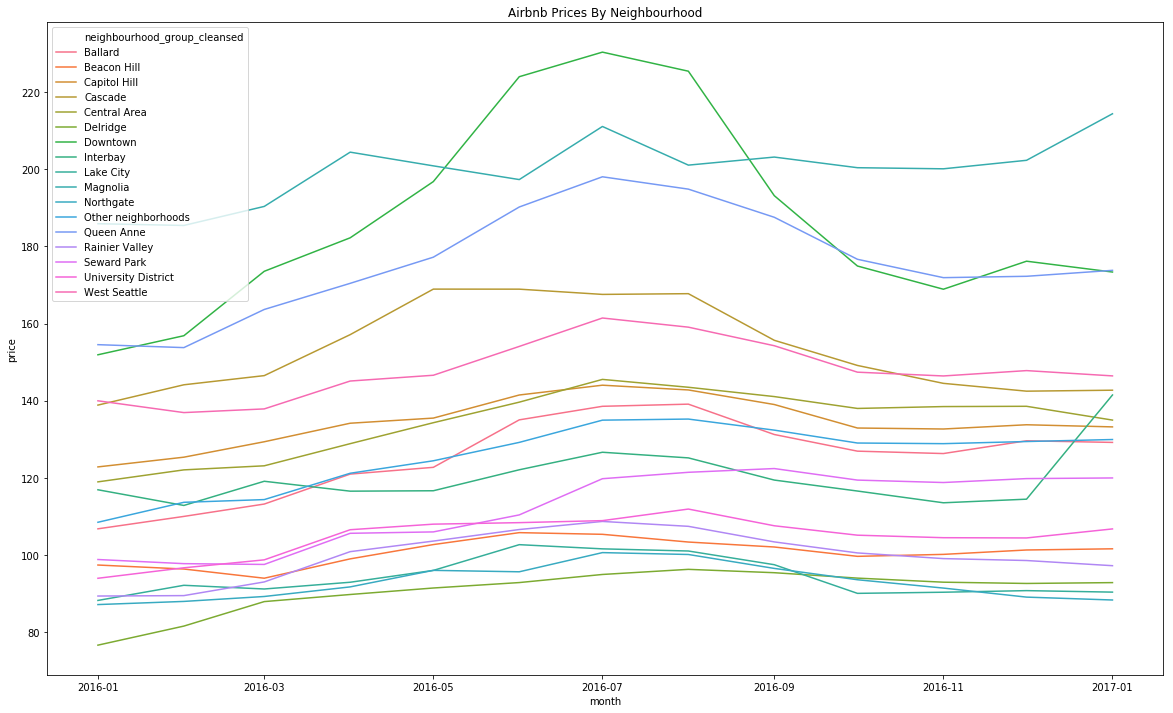 Airbnb Prices By Neighbourhood
neighbourhood_group_cleansed
Ballard
Beacon Hill
Capitol Hill
Cascade
Central Area
Delridge
Downtown
Interbay
Lake City
Magnolia
Northgate
Other neighborhoods
Queen Anne
Rainier Valley
Seward Park
University District
West Seattle
price
220
200
180
160
140
120
100
80
2016-01
2016-03
2016-05
2016-07
2016-09
2016-11
2017-01
month